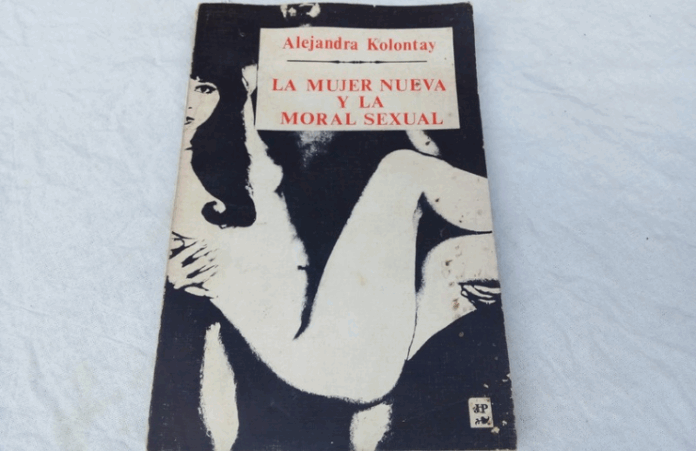 Alejandra Kolontay
LA MUJER NUEVA
Y LA
MORAL SEXUAL